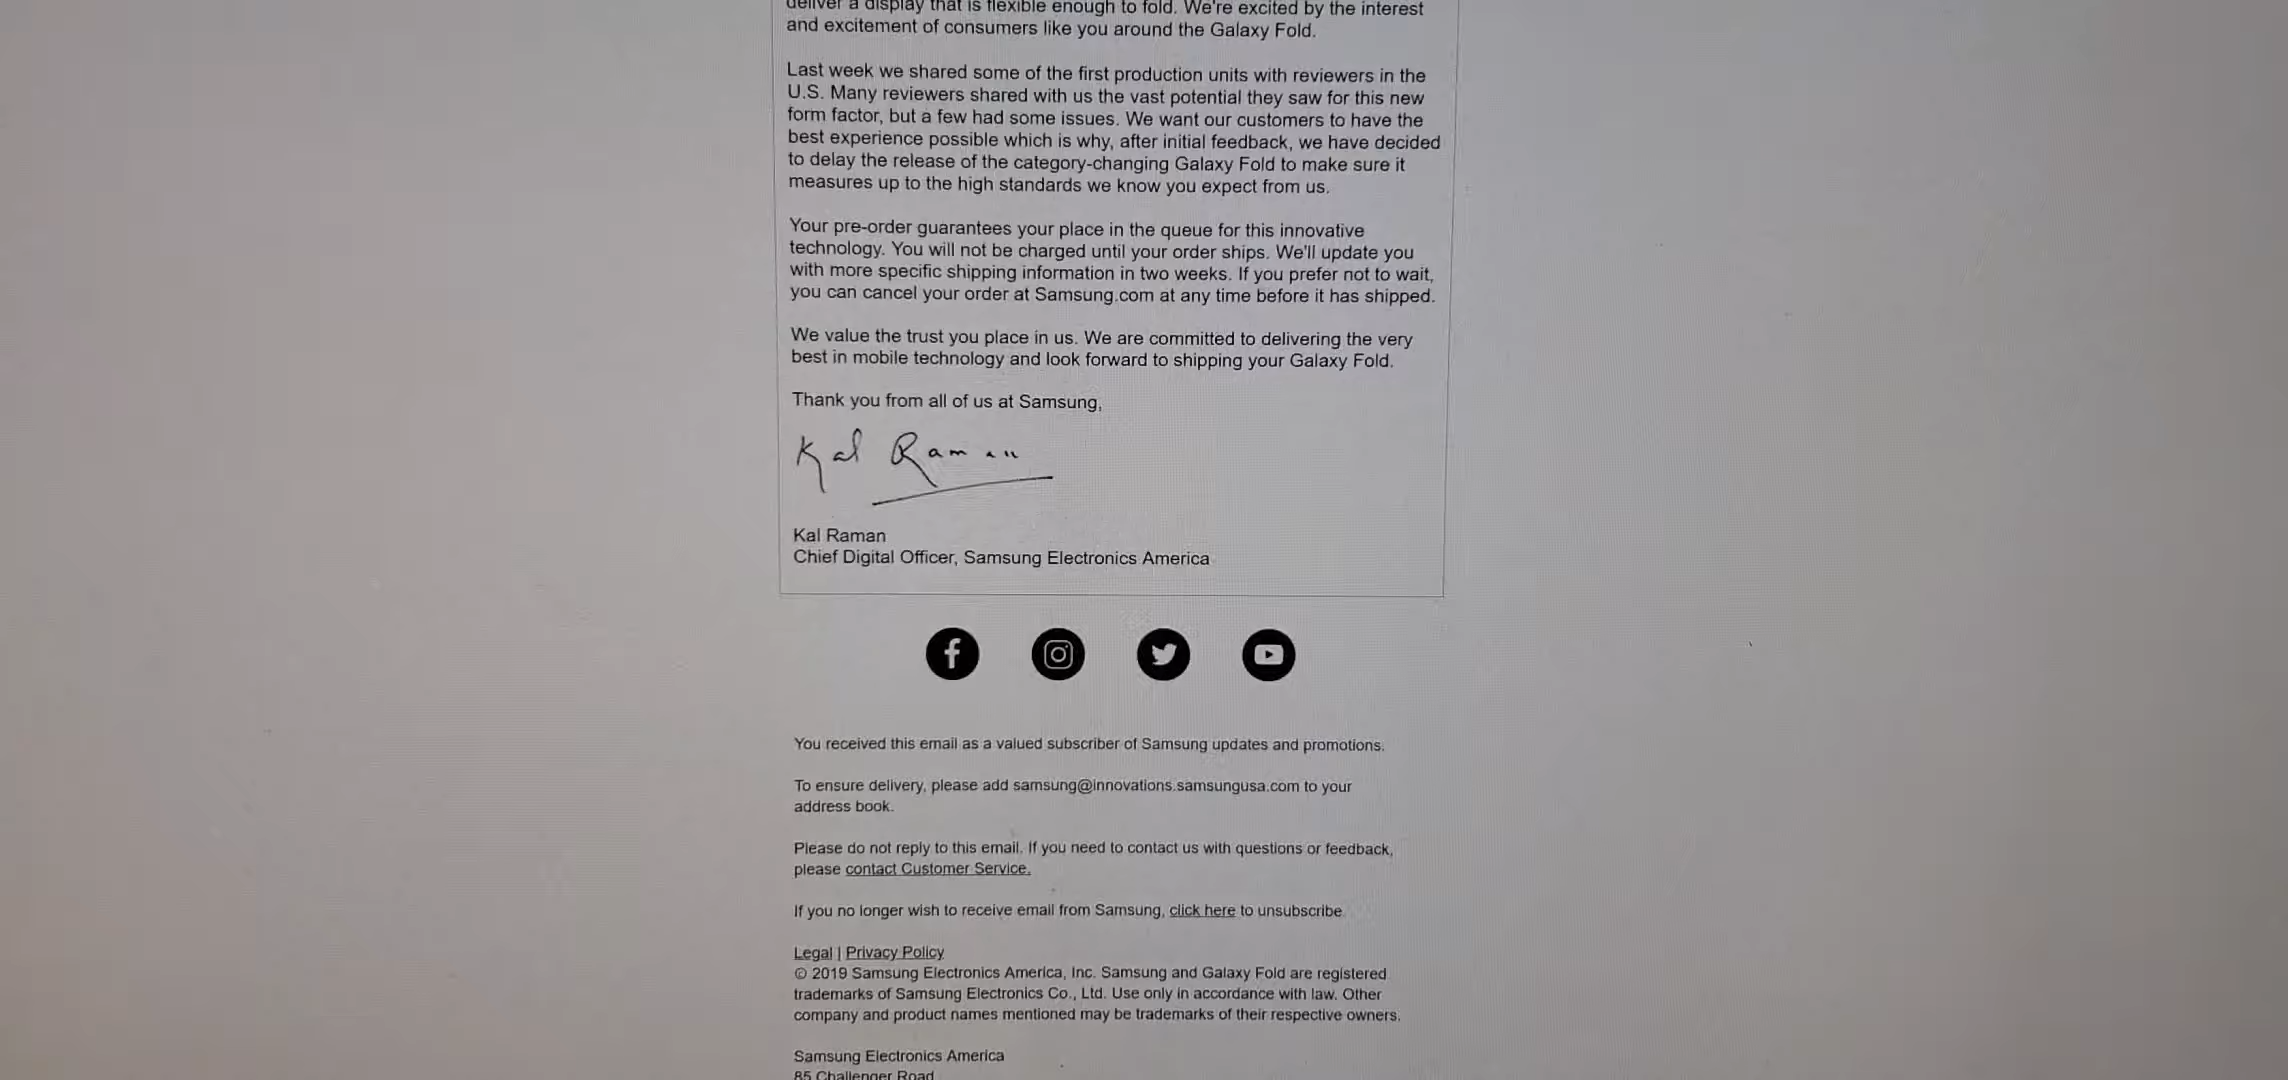 deliver a display that is flexible enough to fold. We're excited by the interest
and excitement of consumers like you around the Galaxy Fold.
Last week we shared some of the first production units with reviewers in the
U.S. Many reviewers shared with us the vast potential they saw for this new
form factor, but a few had some issues. We want our customers to have the
best experience possible which is why, after initial feedback, we have decided
to delay the release of the category-changing Galaxy Fold to make sure it
measures up to the high standards we know you expect from us.
Your pre-order guarantees your place in the queue for this innovative
technology. You will not be charged until your order ships. We'll update you
with more specific shipping information in two weeks. If you prefer not to wait,
you can cancel your order at Samsung.com at any time before it has shipped.
We value the trust you place in us. We are committed to delivering the very
best in mobile technology and look forward to shipping your Galaxy Fold.
Thank you from all of us at Samsung,
Kal Raman
Kal Raman
Chief Digital Officer, Samsung Electronics America
You received this email as a valued subscriber of Samsung updates and promotions.
To ensure delivery, please add samsung@innovations.samsungusa.com to your
address book.
Please do not reply to this email. If you need to contact us with questions or feedback,
please contact Customer Service.
If you no longer wish to receive email from Samsung, click here to unsubscribe.
Legal | Privacy Policy
© 2019 Samsung Electronics America, Inc. Samsung and Galaxy Fold are registered
trademarks of Samsung Electronics Co., Ltd. Use only in accordance with law. Other
company and product names mentioned may be trademarks of their respective owners.
Samsung Electronics America
85 Challenger Road